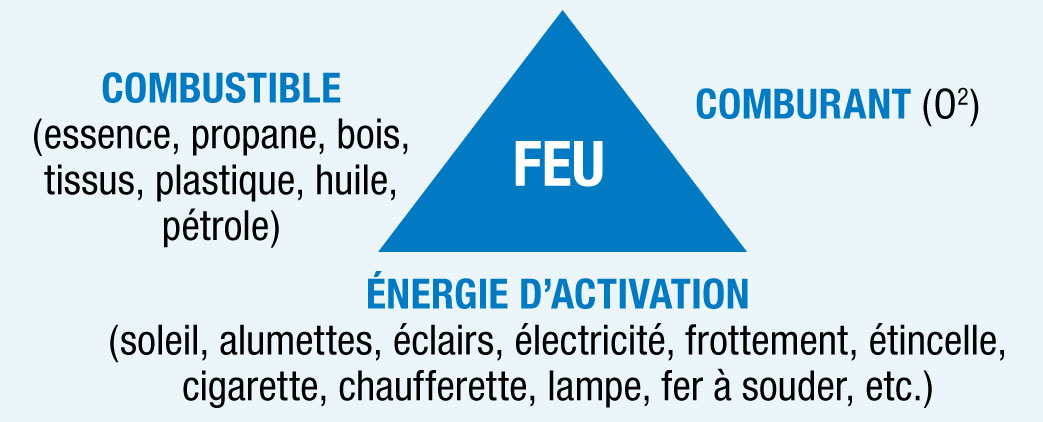 COMBUSTIBLE
(essence, propane, bois,
tissus, plastique, huile,
pétrole)
COMBURANT (O²)
FEU
ÉNERGIE D’ACTIVATION
(soleil, alumettes, éclairs, électricité, frottement, étincelle,
cigarette, chaufferette, lampe, fer à souder, etc.)